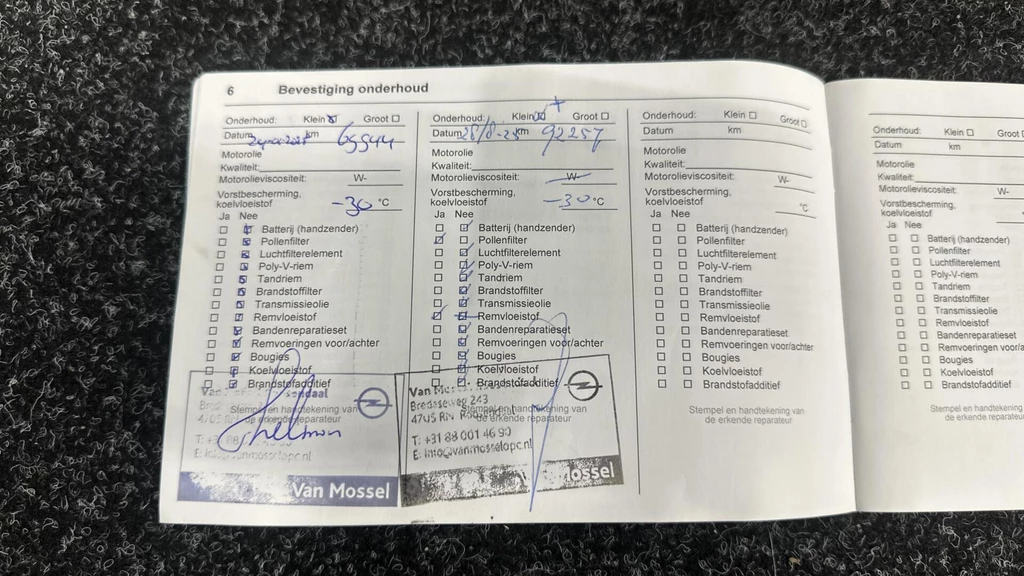 6 Bevestiging onderhoud
Onderhoud: Klein Groot
Datum km 65544
Motorolie
Kwaliteit:
Motorolieviscositeit: W-
Vorstbescherming,
koelvloeistof -30 °C
Ja Nee
Batterij (handzender)
Pollenfilter
Luchtfilterelement
Poly-V-riem
Tandriem
Brandstoffilter
Transmissieolie
Remvloeistof
Bandenreparatieset
Remvoeringen voor/achter
Bougies
Koelvloeistof
Brandstofadditief
Stempel en handtekening van
de erkende reparateur
Van Mossel
Onderhoud: Klein + Groot
Datum 28/8-25 km 92257
Motorolie
Kwaliteit:
Motorolieviscositeit: W-
Vorstbescherming,
koelvloeistof -30 °C
Ja Nee
Batterij (handzender)
Pollenfilter
Luchtfilterelement
Poly-V-riem
Tandriem
Brandstoffilter
Transmissieolie
Remvloeistof
Bandenreparatieset
Remvoeringen voor/achter
Bougies
Koelvloeistof
Brandstofadditief
Bredaseweg 243
Stempel en handtekening van
de erkende reparateur
T: +31 88 001 46 90
E: info@vanmosselopc.nl
Mossel
Onderhoud: Klein Groot
Datum km
Motorolie
Kwaliteit:
Motorolieviscositeit: W-
Vorstbescherming,
koelvloeistof °C
Ja Nee
Batterij (handzender)
Pollenfilter
Luchtfilterelement
Poly-V-riem
Tandriem
Brandstoffilter
Transmissieolie
Remvloeistof
Bandenreparatieset
Remvoeringen voor/achter
Bougies
Koelvloeistof
Brandstofadditief
Stempel en handtekening van
de erkende reparateur
Onderhoud: Klein Groot
Datum km
Motorolie
Kwaliteit:
Motorolieviscositeit: W-
Vorstbescherming,
koelvloeistof
Ja Nee
Batterij (handzender)
Pollenfilter
Luchtfilterelement
Poly-V-riem
Tandriem
Brandstoffilter
Transmissieolie
Remvloeistof
Bandenreparatieset
Remvoeringen voor/a
Bougies
Koelvloeistof
Brandstofadditief
Stempel en hand
de erkende rep